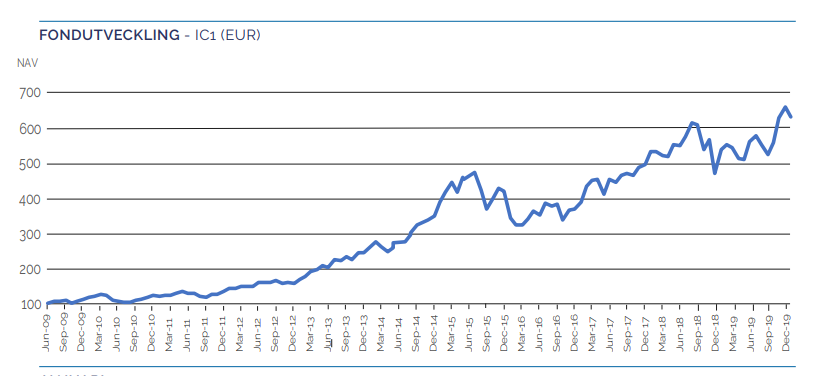 FONDUTVECKLING - IC1 (EUR)
NAV
700
600
500
400
300
200
100
Jun-09
Sep-09
Dec-09
Mar-10
Jun-10
Sep-10
Dec-10
Mar-11
Jun-11
Sep-11
Dec-11
Mar-12
Jun-12
Sep-12
Dec-12
Mar-13
Jun-13
Sep-13
Dec-13
Mar-14
Jun-14
Sep-14
Dec-14
Mar-15
Jun-15
Sep-15
Dec-15
Mar-16
Jun-16
Sep-16
Dec-16
Mar-17
Jun-17
Sep-17
Dec-17
Mar-18
Jun-18
Sep-18
Dec-18
Mar-19
Jun-19
Sep-19
Dec-19